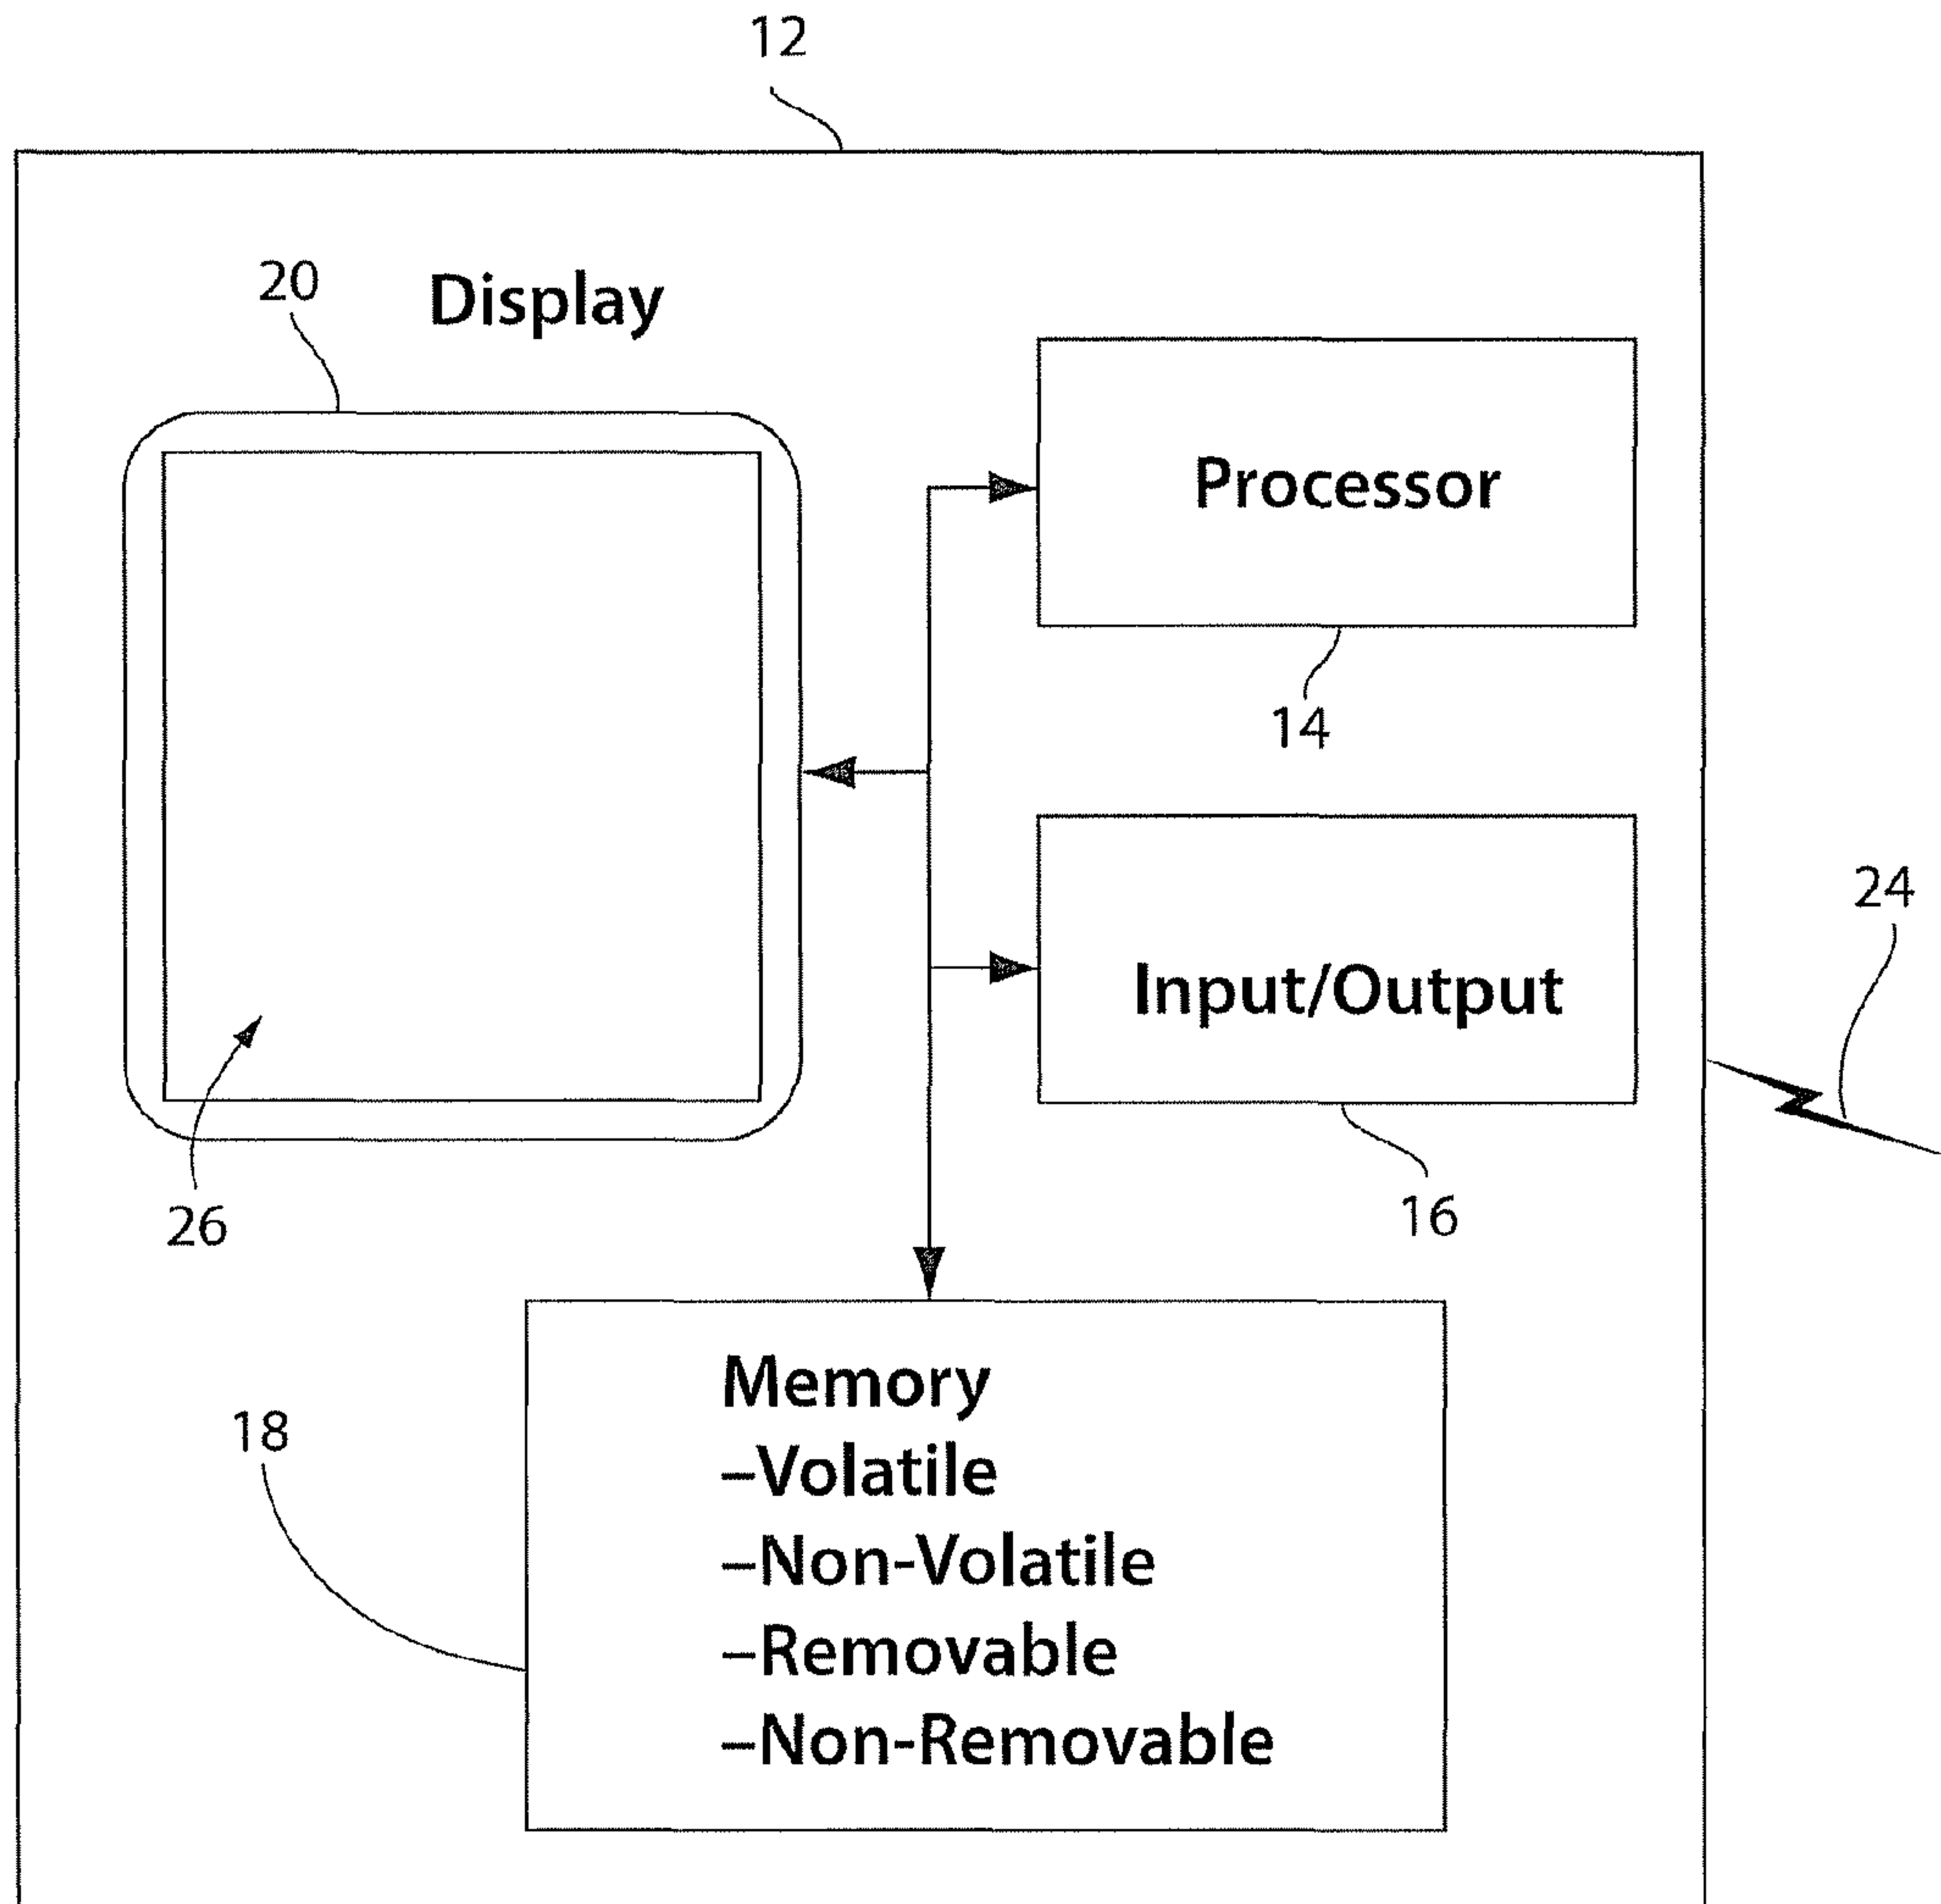 12
20
Display
Processor
14
24
Input/Output
26
16
Memory
–Volatile
18
–Non-Volatile
–Removable
–Non-Removable